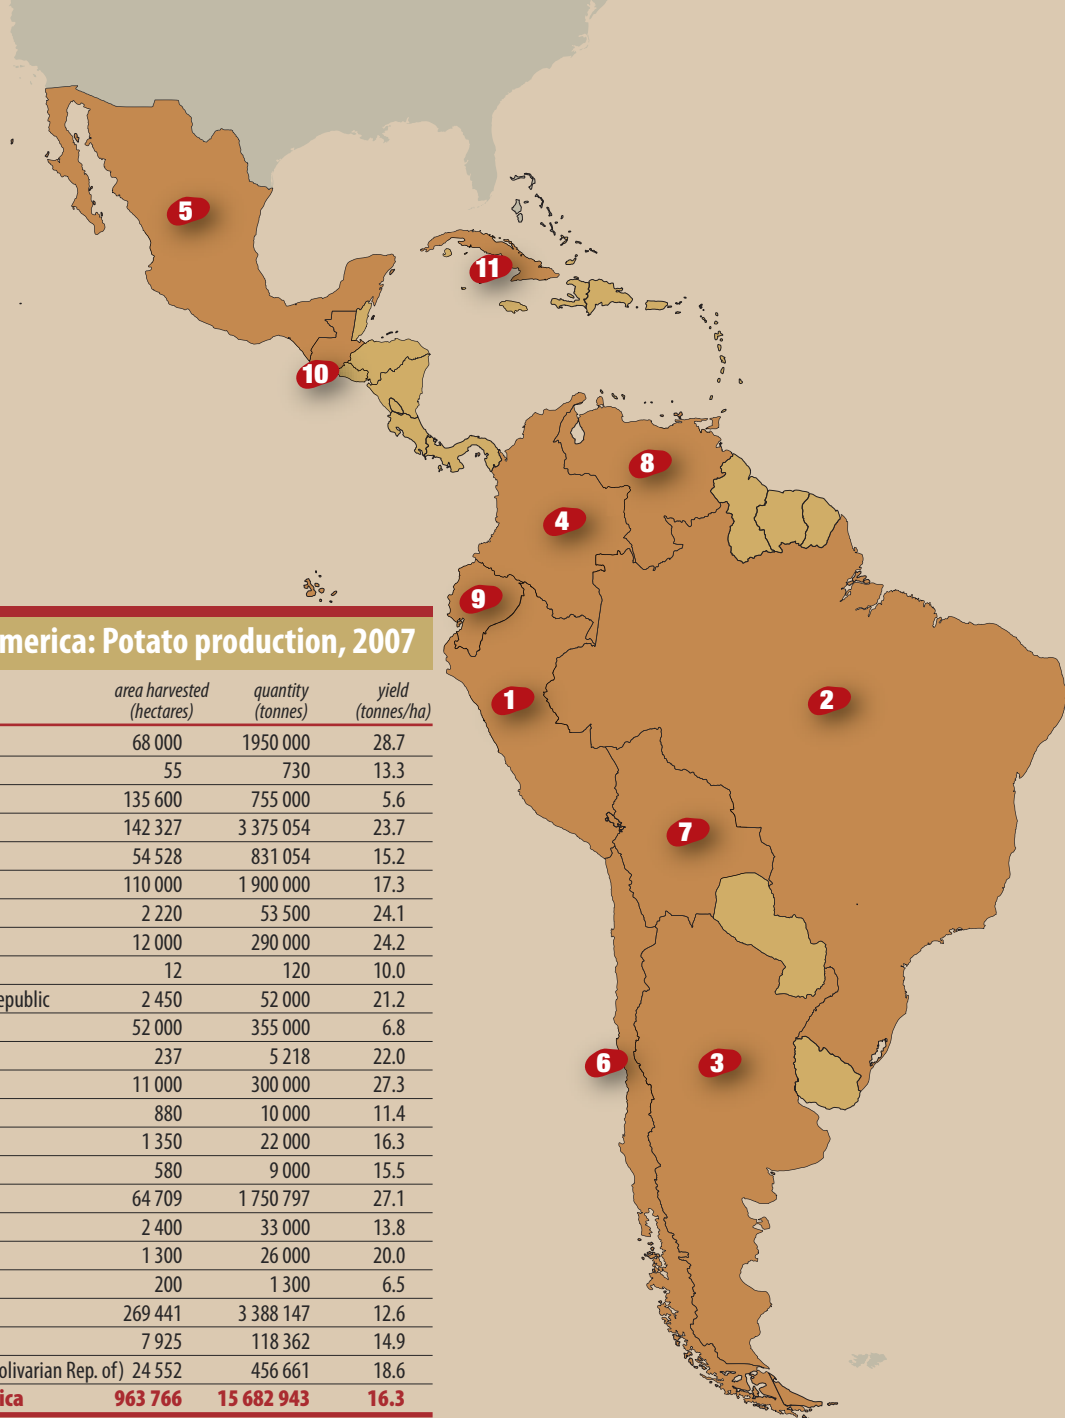 5
11
10
8
4
9
1
2
7
6
3
merica: Potato production, 2007
area harvested quantity yield
(hectares) (tonnes) (tonnes/ha)
68 000 1950 000 28.7
55 730 13.3
135 600 755 000 5.6
142 327 3 375 054 23.7
54 528 831 054 15.2
110 000 1 900 000 17.3
2 220 53 500 24.1
12 000 290 000 24.2
12 120 10.0
epublic 2 450 52 000 21.2
52 000 355 000 6.8
237 5 218 22.0
11 000 300 000 27.3
880 10 000 11.4
1 350 22 000 16.3
580 9 000 15.5
64 709 1 750 797 27.1
2 400 33 000 13.8
1 300 26 000 20.0
200 1 300 6.5
269 441 3 388 147 12.6
7 925 118 362 14.9
olivarian Rep. of) 24 552 456 661 18.6
ica 963 766 15 682 943 16.3